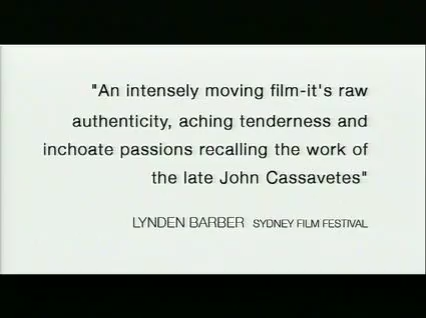 "An intensely moving film-it's raw
authenticity, aching tenderness and
inchoate passions recalling the work of
the late John Cassavetes"
LYNDEN BARBER SYDNEY FILM FESTIVAL